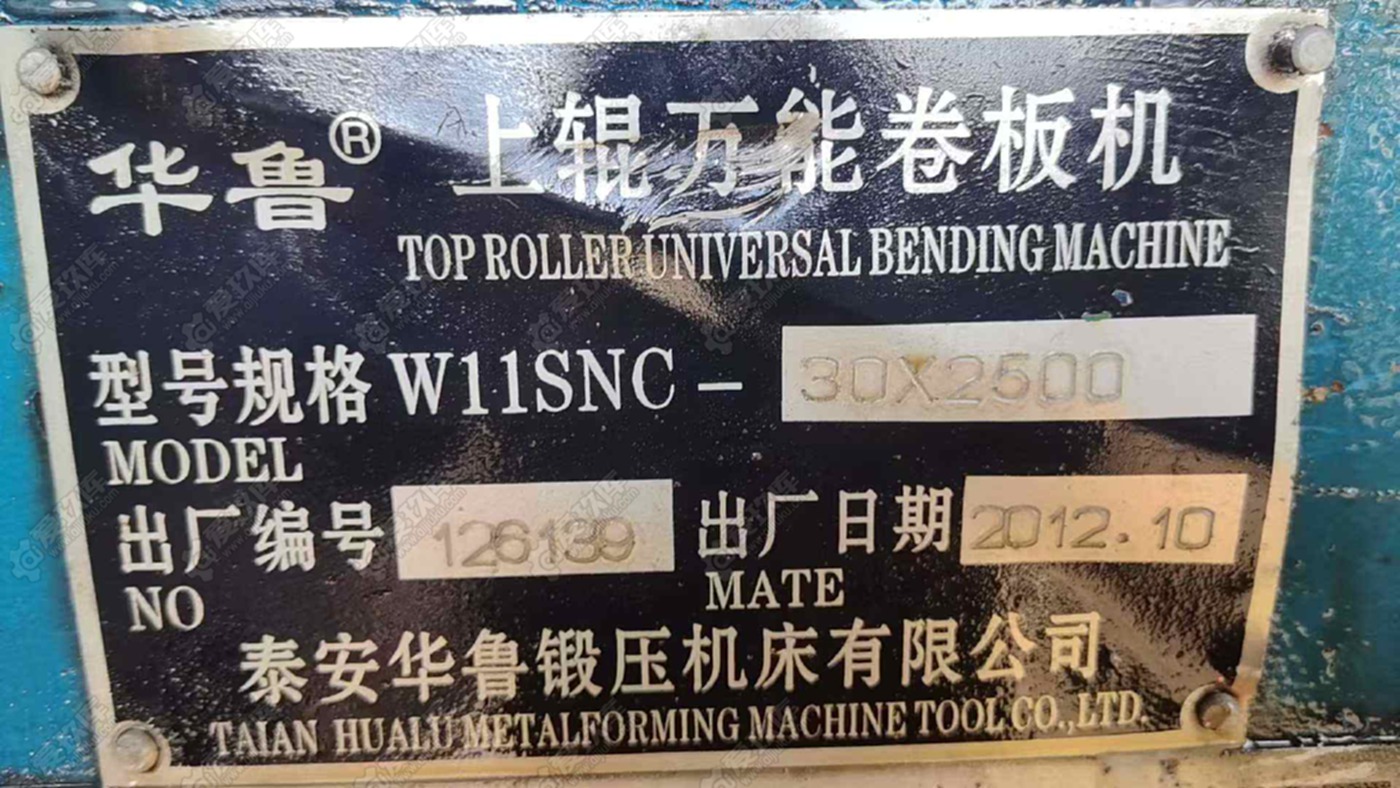 华鲁® 上辊万能卷板机
TOP ROLLER UNIVERSAL BENDING MACHINE
型号规格 W11SNC - 30X2500
MODEL
出厂编号 126139 出厂日期 2012.10
NO MATE
泰安华鲁锻压机床有限公司
TAIAN HUALU METALFORMING MACHINE TOOL CO.,LTD.